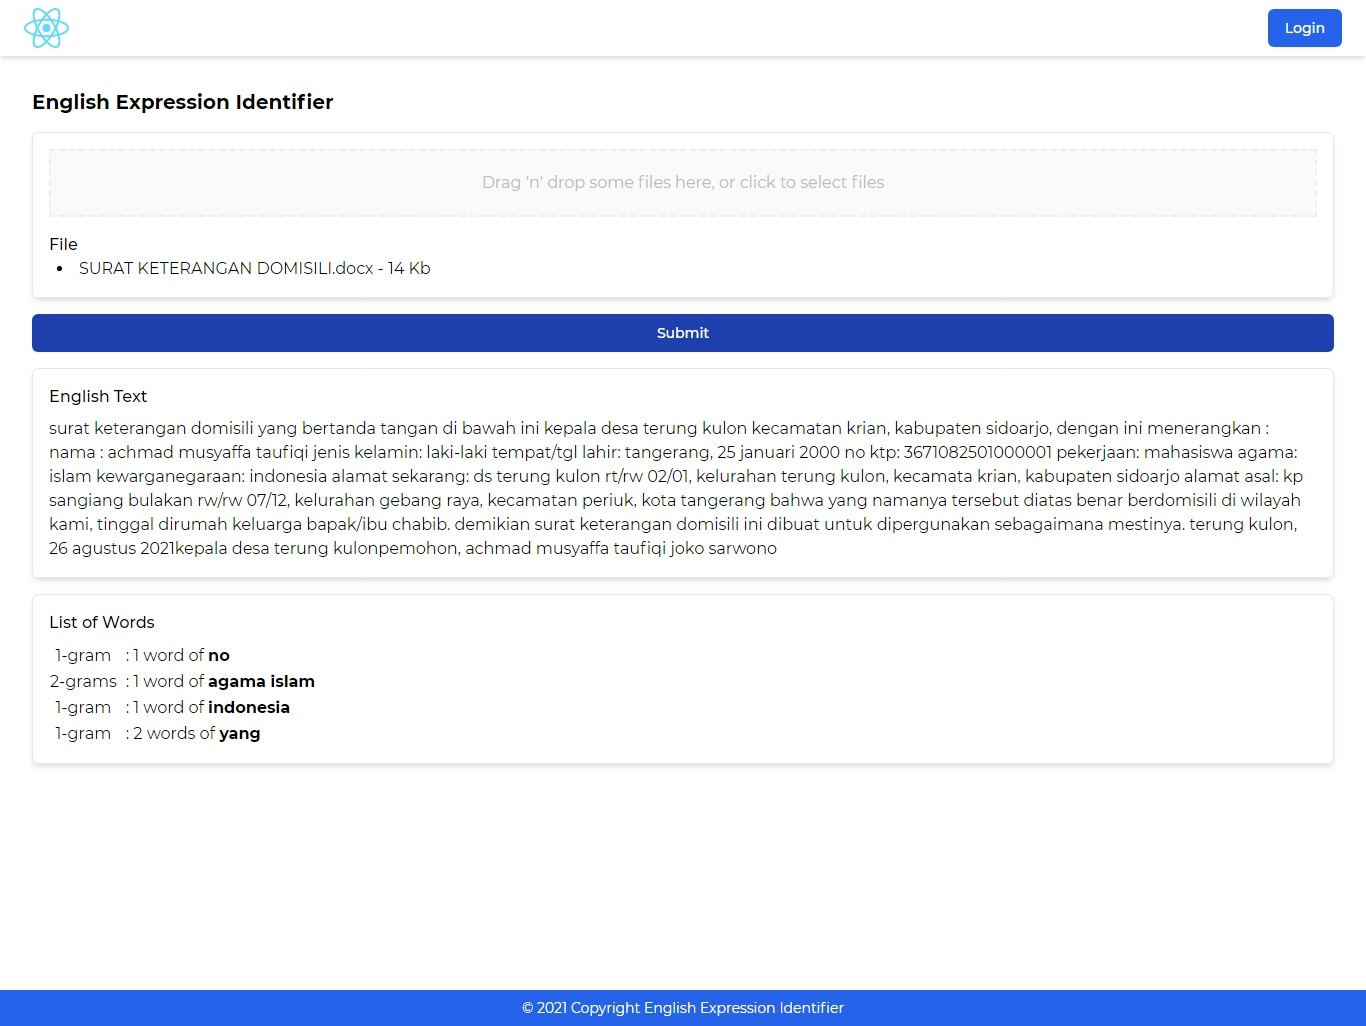 Login
English Expression Identifier
Drag 'n' drop some files here, or click to select files
File
SURAT KETERANGAN DOMISILI.docx - 14 Kb
Submit
English Text
surat keterangan domisili yang bertanda tangan di bawah ini kepala desa terung kulon kecamatan krian, kabupaten sidoarjo, dengan ini menerangkan :
nama : achmad musyaffa taufiqi jenis kelamin: laki-laki tempat/tgl lahir: tangerang, 25 januari 2000 no ktp: 3671082501000001 pekerjaan: mahasiswa agama:
islam kewarganegaraan: indonesia alamat sekarang: ds terung kulon rt/rw 02/01, kelurahan terung kulon, kecamata krian, kabupaten sidoarjo alamat asal: kp
sangiang bulakan rw/rw 07/12, kelurahan gebang raya, kecamatan periuk, kota tangerang bahwa yang namanya tersebut diatas benar berdomisili di wilayah
kami, tinggal dirumah keluarga bapak/ibu chabib. demikian surat keterangan domisili ini dibuat untuk dipergunakan sebagaimana mestinya. terung kulon,
26 agustus 2021kepala desa terung kulonpemohon, achmad musyaffa taufiqi joko sarwono
List of Words
1-gram : 1 word of no
2-grams : 1 word of agama islam
1-gram : 1 word of indonesia
1-gram : 2 words of yang
© 2021 Copyright English Expression Identifier